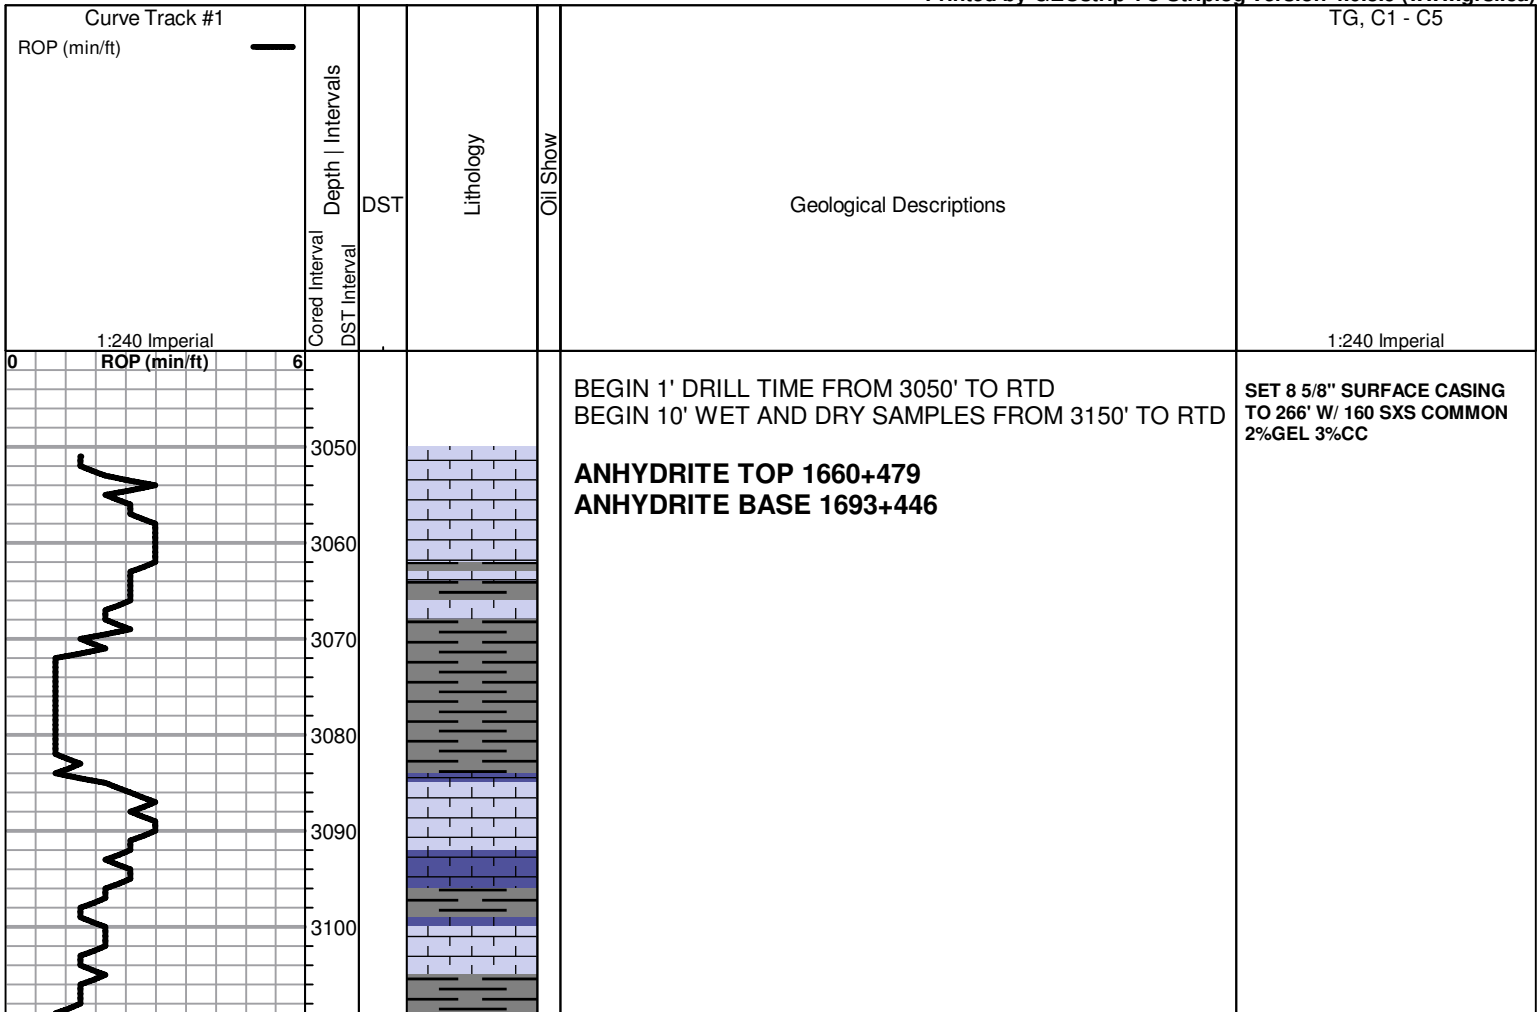 Curve Track #1
ROP (min/ft)
1:240 Imperial
Depth | Intervals
Cored Interval
DST Interval
DST
Lithology
Oil Show
Geological Descriptions
TG, C1 - C5
1:240 Imperial
0 ROP (min/ft) 6
BEGIN 1' DRILL TIME FROM 3050' TO RTD
BEGIN 10' WET AND DRY SAMPLES FROM 3150' TO RTD
ANHYDRITE TOP 1660+479
ANHYDRITE BASE 1693+446
SET 8 5/8" SURFACE CASING
TO 266' W/ 160 SXS COMMON
2%GEL 3%CC
3050
3060
3070
3080
3090
3100